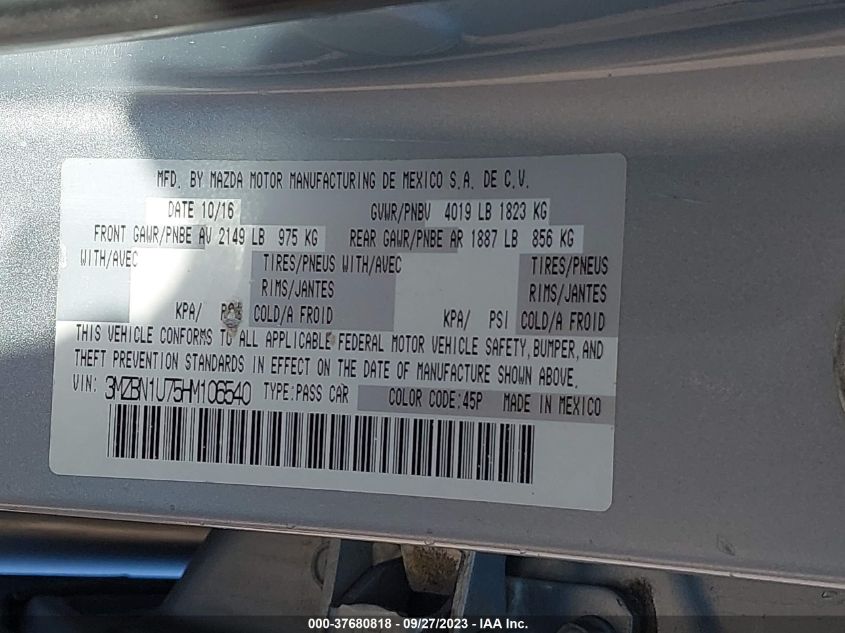 MFD. BY MAZDA MOTOR MANUFACTURING DE MEXICO S.A. DE C.V.
DATE 10/16 GVWR/PNBV 4019 LB 1823 KG
FRONT GAWR/PNBE AV 2149 LB 975 KG REAR GAWR/PNBE AR 1887 LB 856 KG
WITH/AVEC TIRES/PNEUS WITH/AVEC TIRES/PNEUS
RIMS/JANTES RIMS/JANTES
KPA/ PSI COLD/A FROID KPA/ PSI COLD/A FROID
THIS VEHICLE CONFORMS TO ALL APPLICABLE FEDERAL MOTOR VEHICLE SAFETY, BUMPER, AND
THEFT PREVENTION STANDARDS IN EFFECT ON THE DATE OF MANUFACTURE SHOWN ABOVE.
VIN: 3MZBN1U75HM106540 TYPE:PASS CAR COLOR CODE:45P MADE IN MEXICO
000-37680818 - 09/27/2023 - IAA Inc.